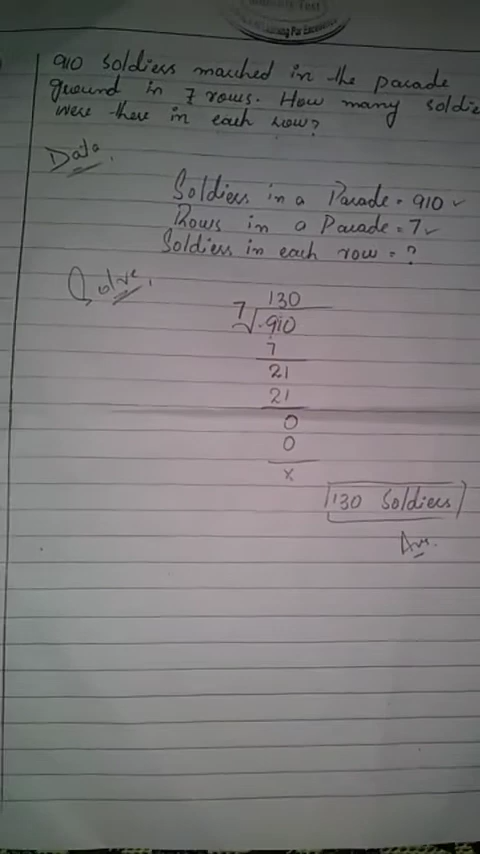 910 Soldiers marched in the parade
ground in 7 rows. How many soldie
were there in each row?
Data.
Soldiers in a Parade = 910 ✓
Rows in a Parade = 7 ✓
Soldiers in each row = ?
Solve.
130
7 √910
7
21
21
0
0
x
130 Soldiers
Ans.